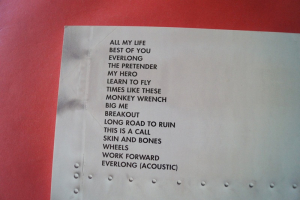 ALL MY LIFE
BEST OF YOU
EVERLONG
THE PRETENDER
MY HERO
LEARN TO FLY
TIMES LIKE THESE
MONKEY WRENCH
BIG ME
BREAKOUT
LONG ROAD TO RUIN
THIS IS A CALL
SKIN AND BONES
WHEELS
WORK FORWARD
EVERLONG (ACOUSTIC)